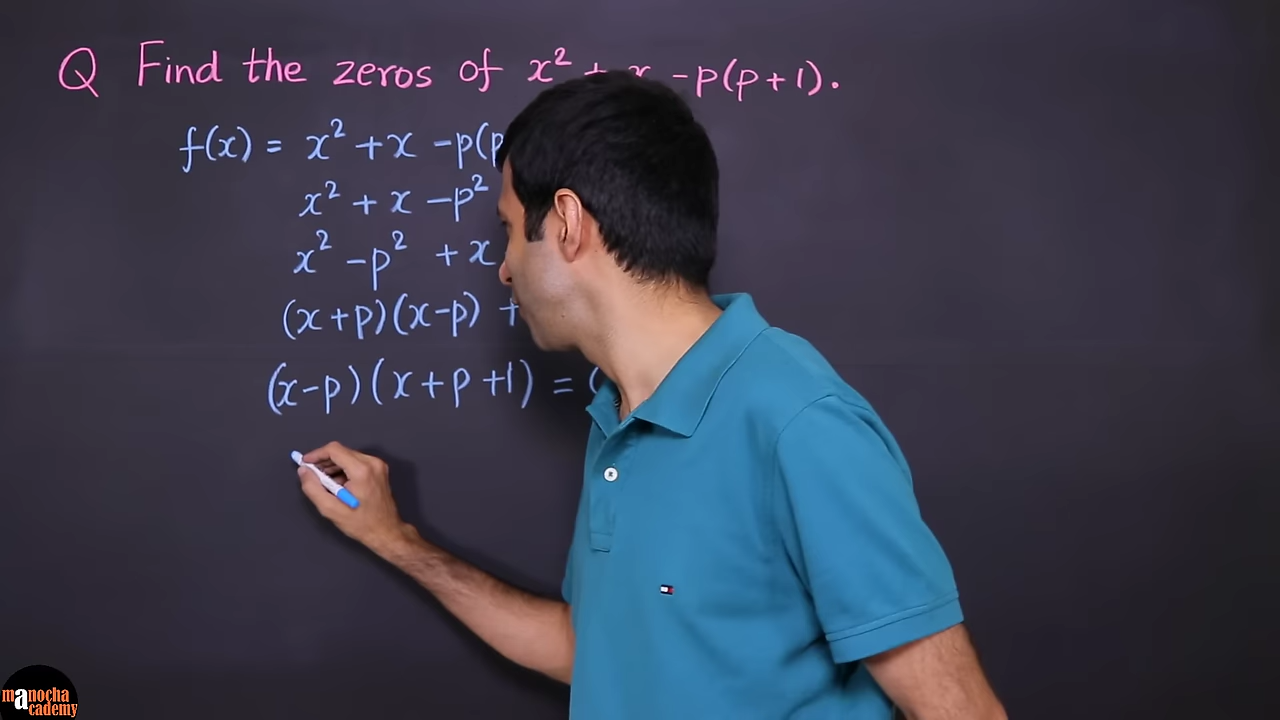 Q Find the zeros of x² + x - p(p+1).
f(x) = x² + x - p(p
x² + x - p²
x² - p² + x
(x+p)(x-p) +
(x-p)(x+p+1) = (
manocha
academy